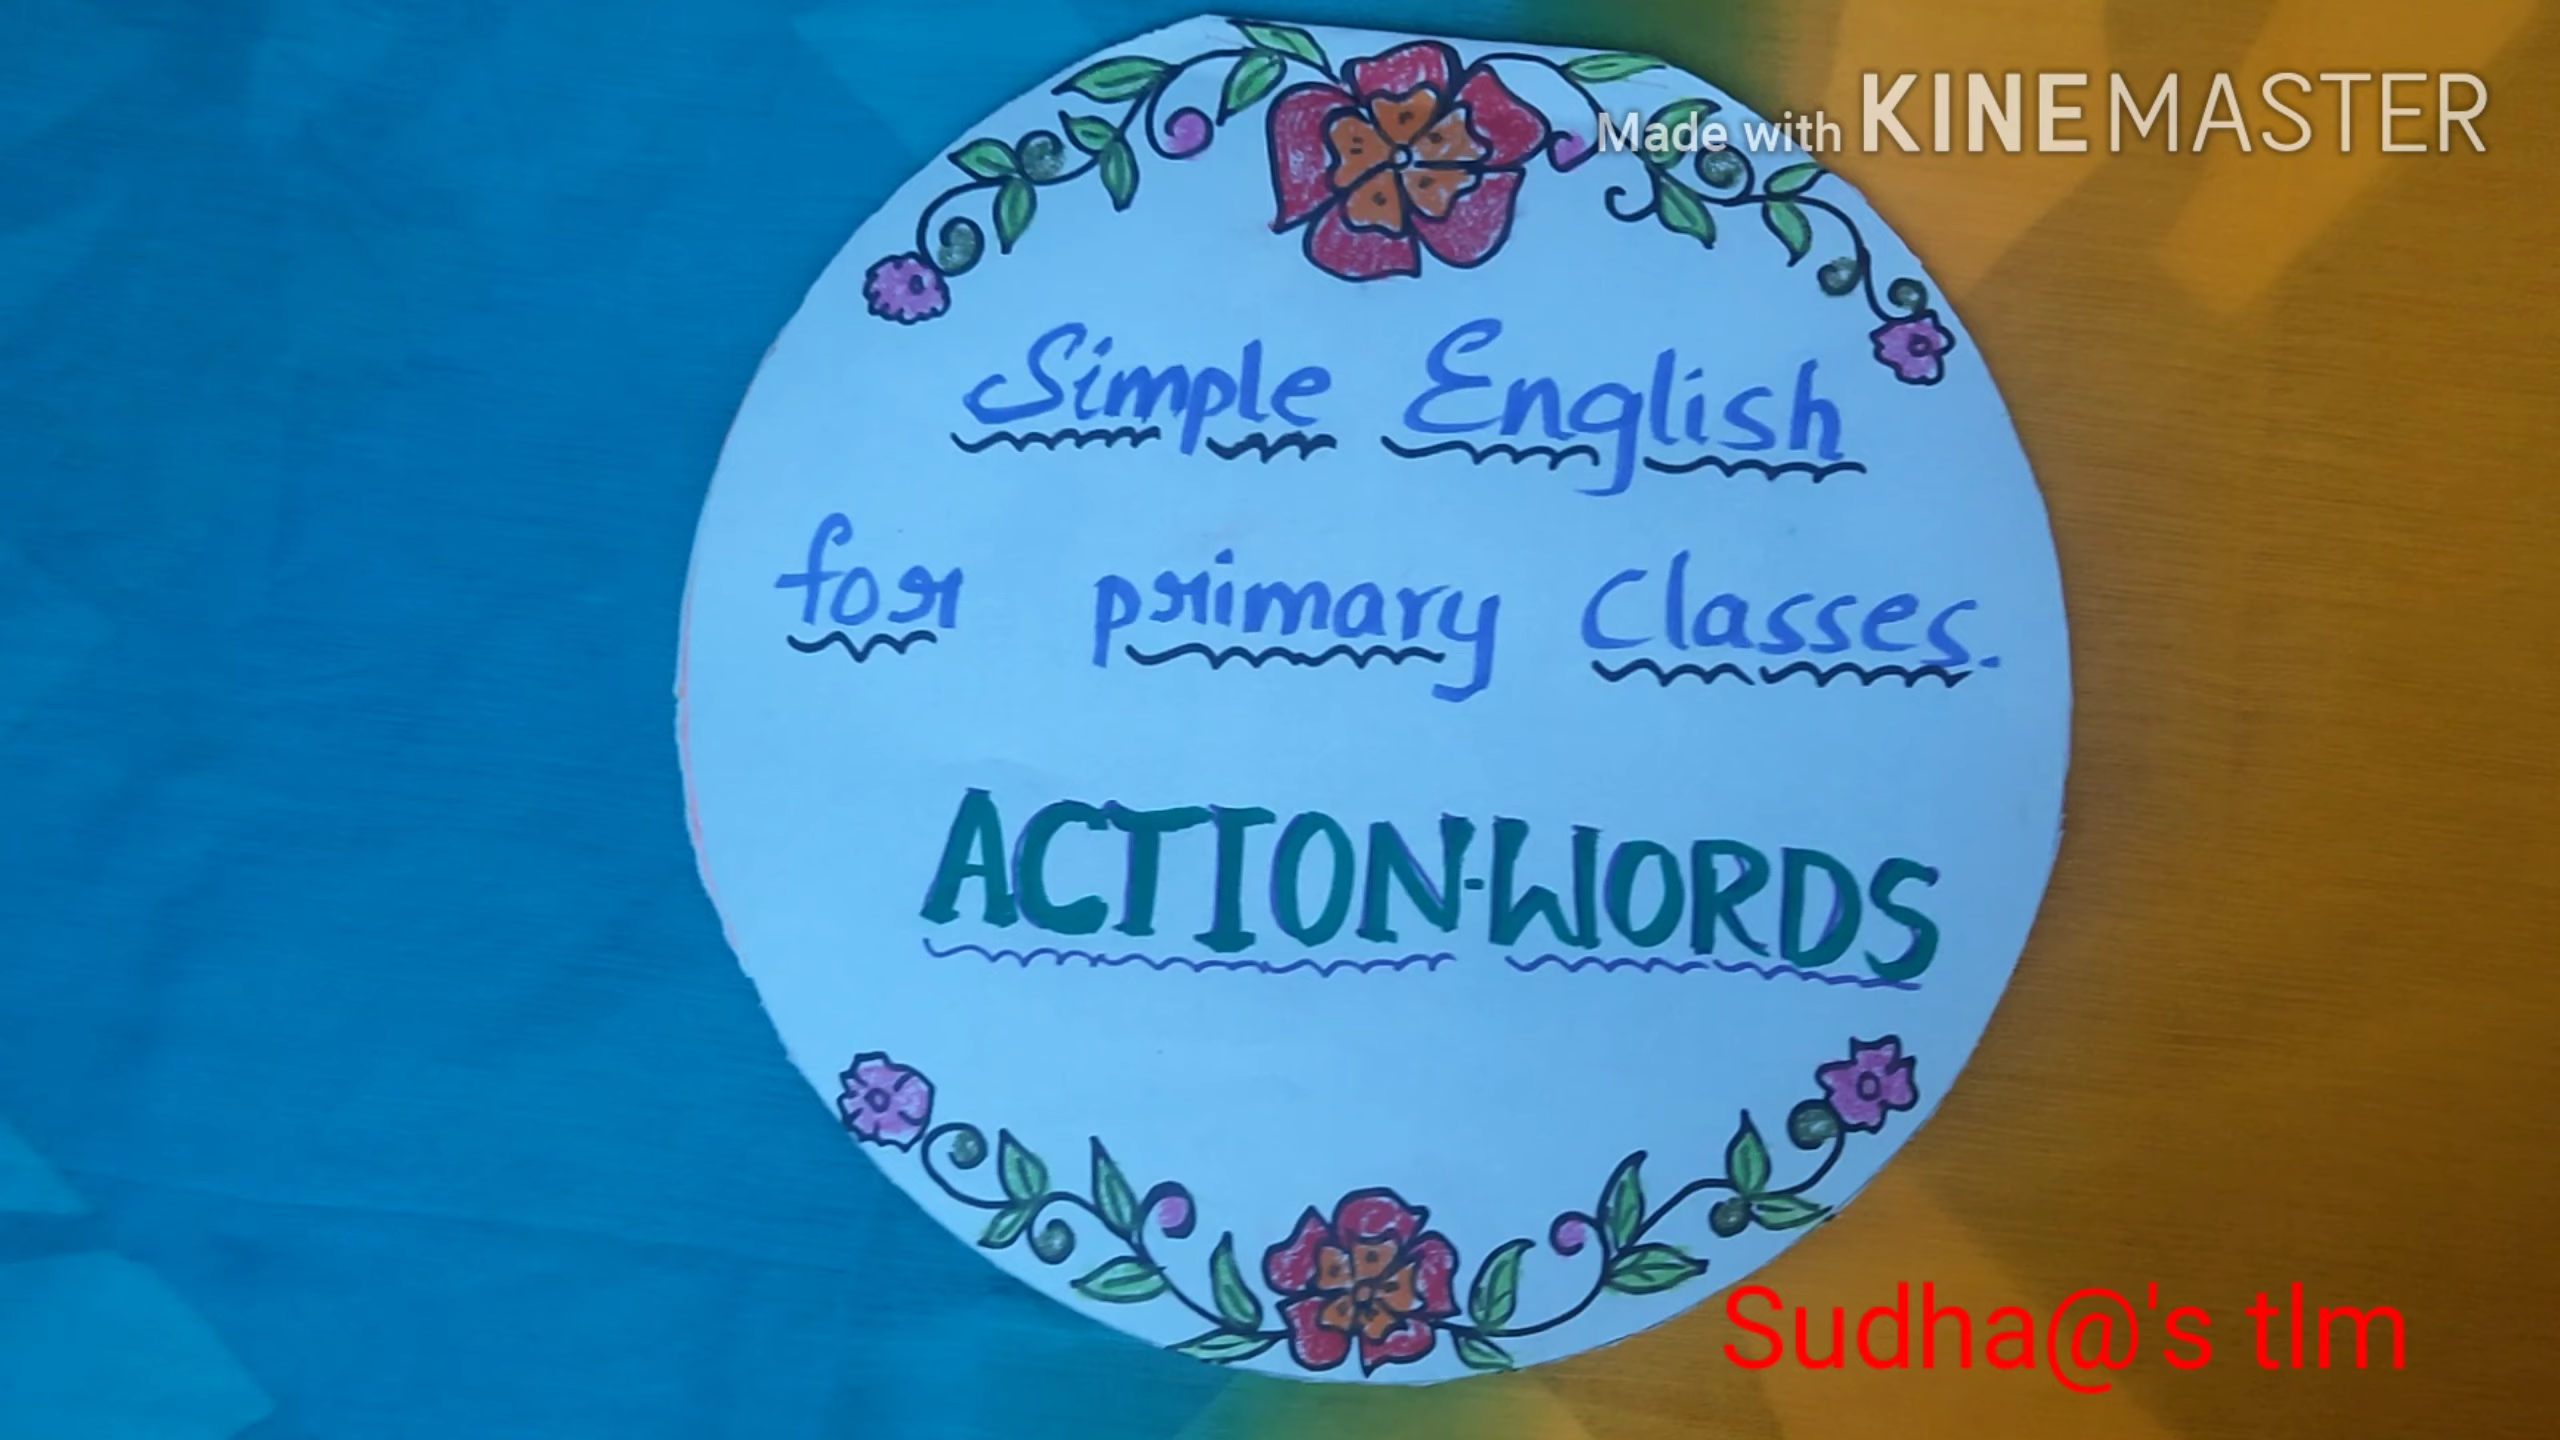 Made with KINEMASTER
Simple English
for primary classes.
ACTION-WORDS
Sudha@'s tlm